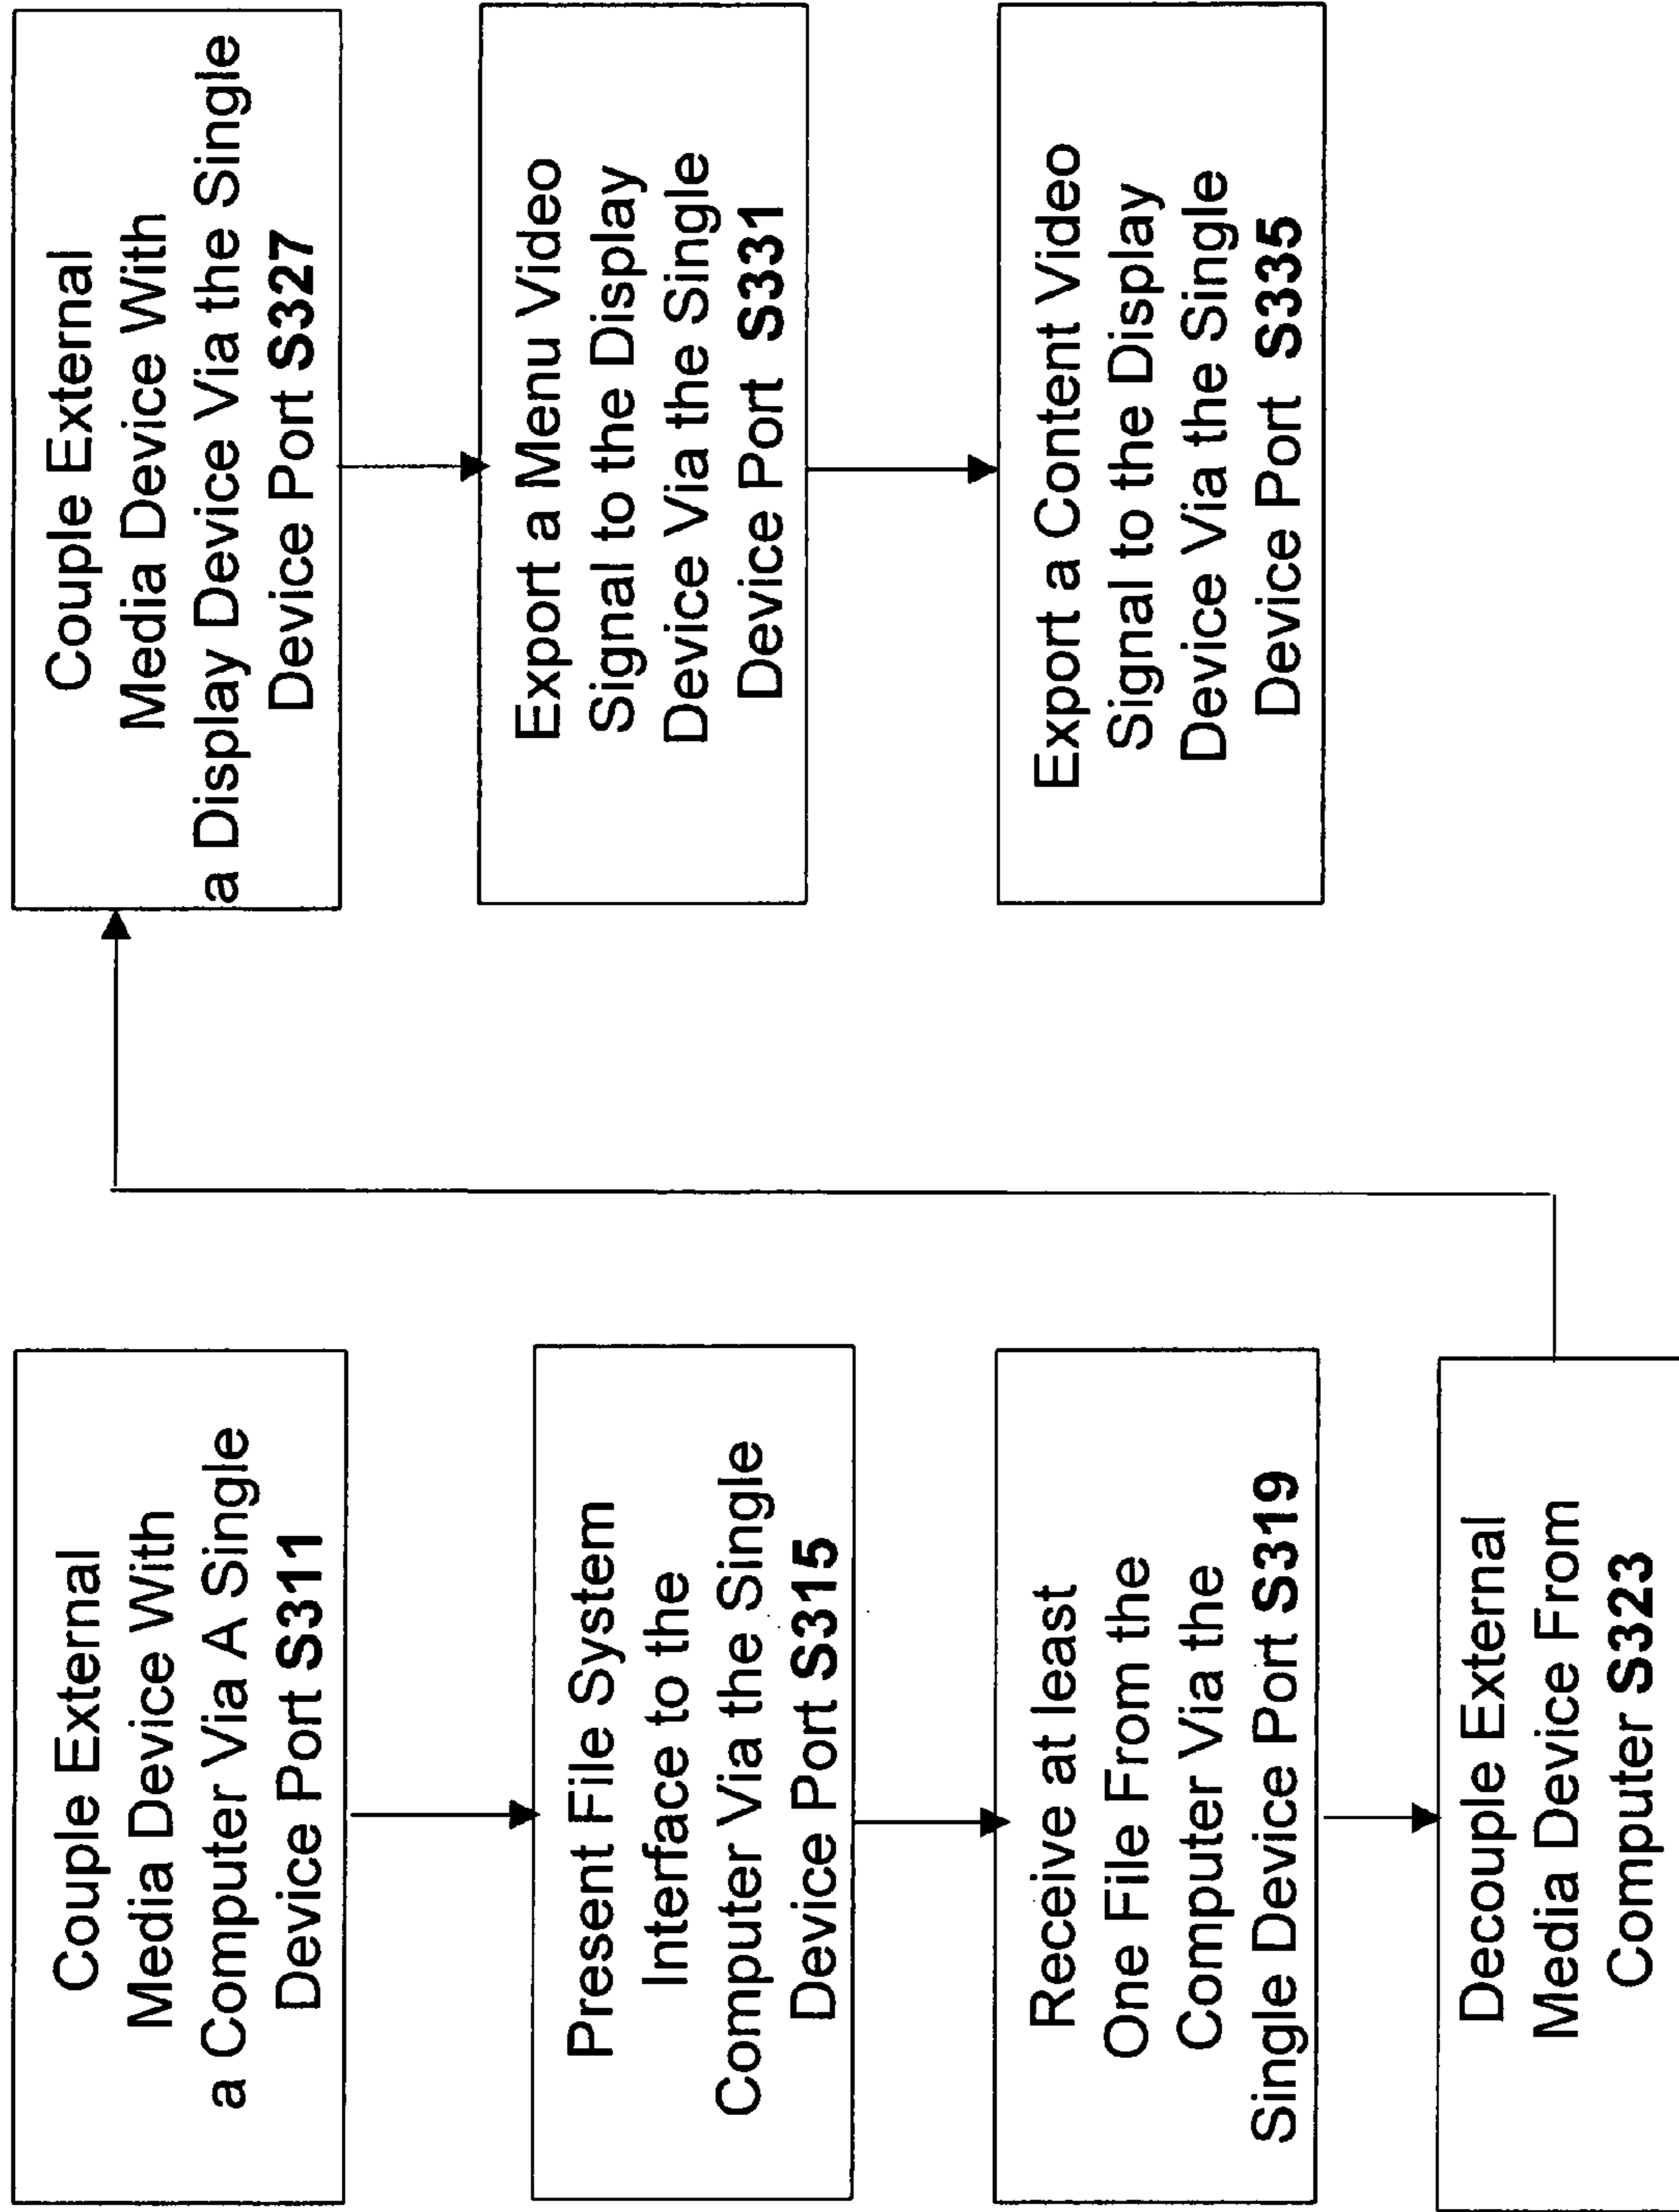 Couple External
Media Device With
a Computer Via A Single
Device Port S311
Present File System
Interface to the
Computer Via the Single
Device Port S315
Receive at least
One File From the
Computer Via the
Single Device Port S319
Decouple External
Media Device From
Computer S323
Couple External
Media Device With
a Display Device Via the Single
Device Port S327
Export a Menu Video
Signal to the Display
Device Via the Single
Device Port S331
Export a Content Video
Signal to the Display
Device Via the Single
Device Port S335